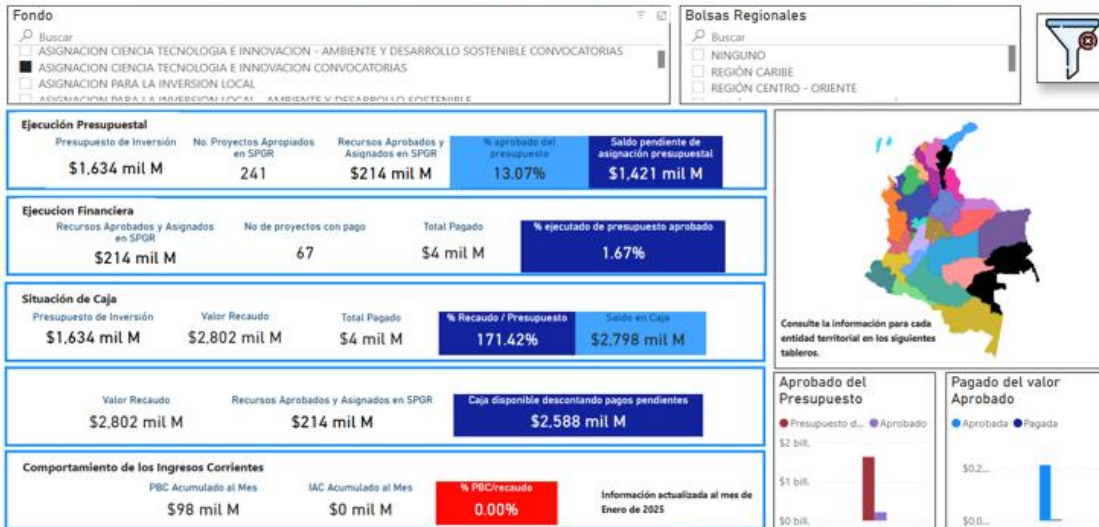 Fondo
Buscar
ASIGNACION CIENCIA TECNOLOGIA E INNOVACION - AMBIENTE Y DESARROLLO SOSTENIBLE CONVOCATORIAS
ASIGNACION CIENCIA TECNOLOGIA E INNOVACION CONVOCATORIAS
ASIGNACION PARA LA INVERSION LOCAL
ASIGNACION PARA LA INVERSION LOCAL - AMBIENTE Y DESARROLLO SOSTENIBLE
Bolsas Regionales
Buscar
NINGUNO
REGIÓN CARIBE
REGIÓN CENTRO - ORIENTE
Ejecución Presupuestal
Presupuesto de Inversión
$1,634 mil M
No. Proyectos Apropiados
en SPGR
241
Recursos Aprobados y
Asignados en SPGR
$214 mil M
% aprobado del
presupuesto
13.07%
Saldo pendiente de
asignación presupuestal
$1,421 mil M
Ejecucion Financiera
Recursos Aprobados y Asignados
en SPGR
$214 mil M
No de proyectos con pago
67
Total Pagado
$4 mil M
% ejecutado de presupuesto aprobado
1.67%
Situación de Caja
Presupuesto de Inversión
$1,634 mil M
Valor Recaudo
$2,802 mil M
Total Pagado
$4 mil M
% Recaudo / Presupuesto
171.42%
Saldo en Caja
$2,798 mil M
Valor Recaudo
$2,802 mil M
Recursos Aprobados y Asignados en SPGR
$214 mil M
Caja disponible descontando pagos pendientes
$2,588 mil M
Comportamiento de los Ingresos Corrientes
PBC Acumulado al Mes
$98 mil M
IAC Acumulado al Mes
$0 mil M
% PBC/recaudo
0.00%
Información actualizada al mes de
Enero de 2025
Consulte la información para cada
entidad territorial en los siguientes
tableros.
Aprobado del
Presupuesto
Presupuesto d... Aprobado
$2 bill.
$1 bill.
$0 bill.
Pagado del valor
Aprobado
Aprobada Pagada
$0.2...
$0.0...